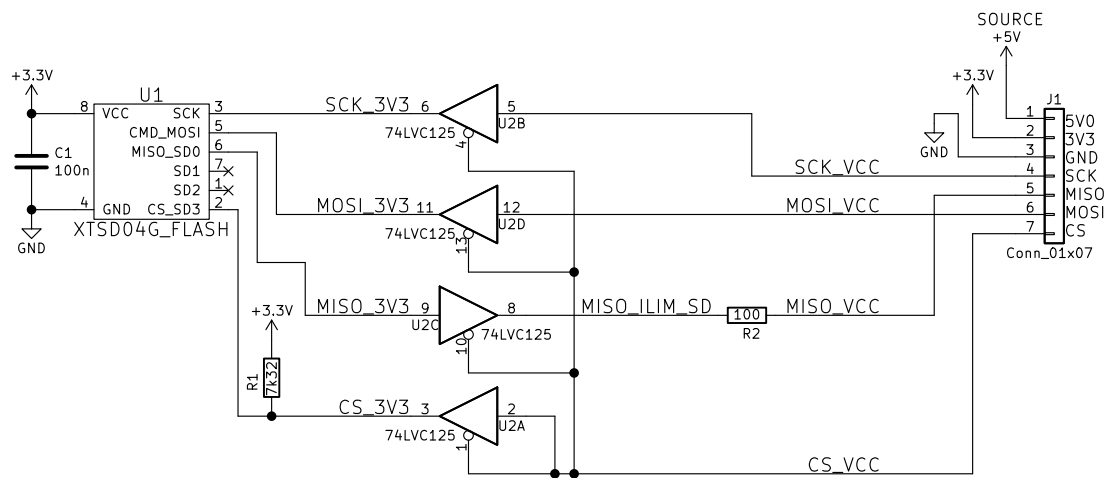 SOURCE
+5V
+3.3V
+3.3V
U1
J1
8 VCC SCK 3 SCK_3V3 6 5 U2B
74LVC125 4
CMD_MOSI 5
MISO_SD0 6
SD1 7
SD2 1
4 GND CS_SD3 2
XTSD04G_FLASH
C1
100n
GND
GND
1 5V0
2 3V3
3 GND
SCK_VCC 4 SCK
5 MISO
MOSI_3V3 11 12 MOSI_VCC 6 MOSI
U2D
74LVC125 13
7 CS
Conn_01x07
MISO_3V3 9 8 MISO_ILIM_SD 100 MISO_VCC
U2C 10 74LVC125 R2
+3.3V
R1 7k32
CS_3V3 3 2
U2A
74LVC125 1
CS_VCC